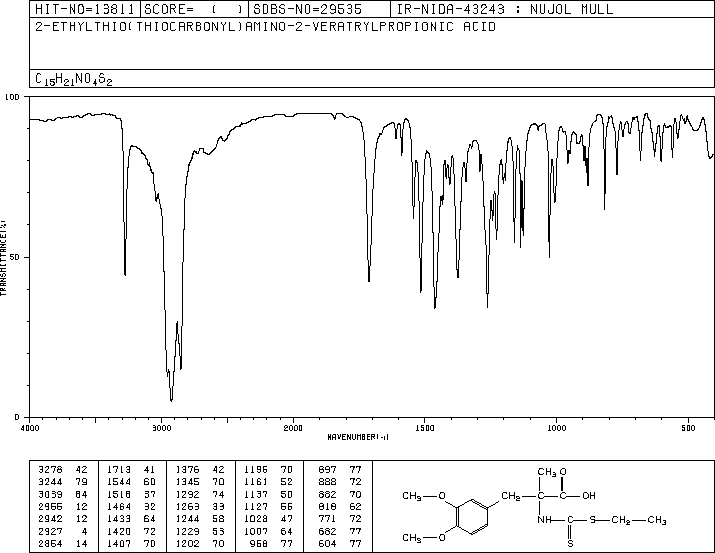 HIT-NO=13811 SCORE= ( ) SDBS-NO=29535 IR-NIDA-43243 : NUJOL MULL
2-ETHYLTHIO(THIOCARBONYL)AMINO-2-VERATRYLPROPIONIC ACID
C15H21NO4S2
100
50
0
TRANSMITTANCE(%)
4000 3000 2000 1500 1000 500
WAVENUMBER(-1)
3278 42 1713 41 1376 42 1196 70 897 77
3244 79 1544 60 1345 70 1161 52 888 72
3039 64 1518 37 1292 74 1137 50 882 70
2955 12 1464 32 1263 33 1127 55 818 62
2942 12 1433 64 1244 58 1028 47 771 72
2927 4 1420 72 1229 53 1007 64 682 77
2854 14 1407 70 1202 70 958 77 604 77
CH3 O
CH3 O CH2 C C OH
CH3 O NH C S CH2 CH3
S